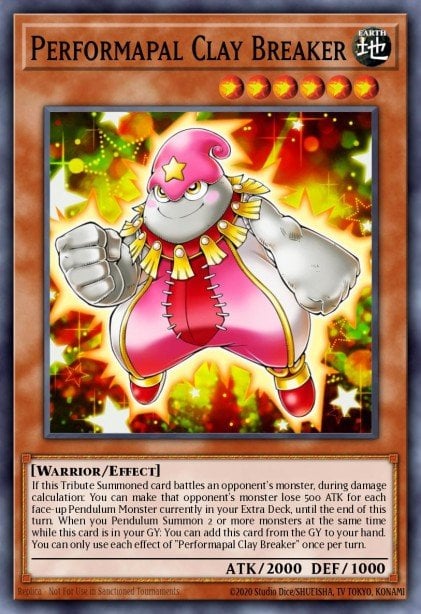 Performapal Clay Breaker
EARTH
地
[Warrior/Effect]
If this Tribute Summoned card battles an opponent's monster, during damage
calculation: You can make that opponent's monster lose 500 ATK for each
face-up Pendulum Monster currently in your Extra Deck, until the end of this
turn. When you Pendulum Summon 2 or more monsters at the same time
while this card is in your GY: You can add this card from the GY to your hand.
You can only use each effect of "Performapal Clay Breaker" once per turn.
ATK/2000 DEF/1000
Replica - Not For Use in Sanctioned Tournaments
©2020 Studio Dice/SHUEISHA, TV TOKYO, KONAMI